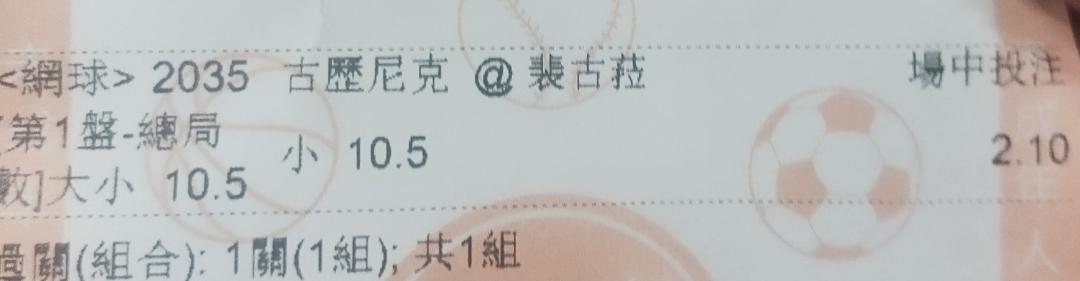 <網球> 2035 古歷尼克 @ 裴古菈 場中投注
[第1盤-總局 小 10.5 2.10
數]大小 10.5
過關(組合): 1關(1組); 共1組